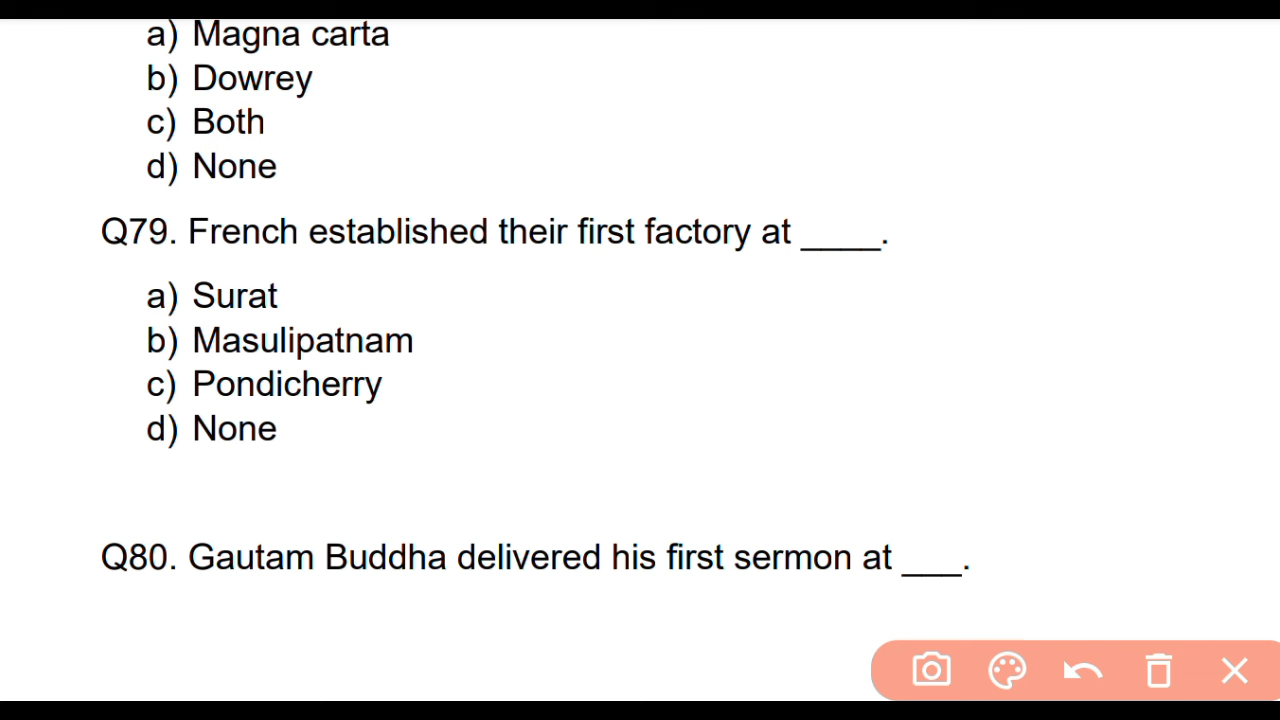 a) Magna carta
b) Dowrey
c) Both
d) None
Q79. French established their first factory at ____.
a) Surat
b) Masulipatnam
c) Pondicherry
d) None
Q80. Gautam Buddha delivered his first sermon at ___.